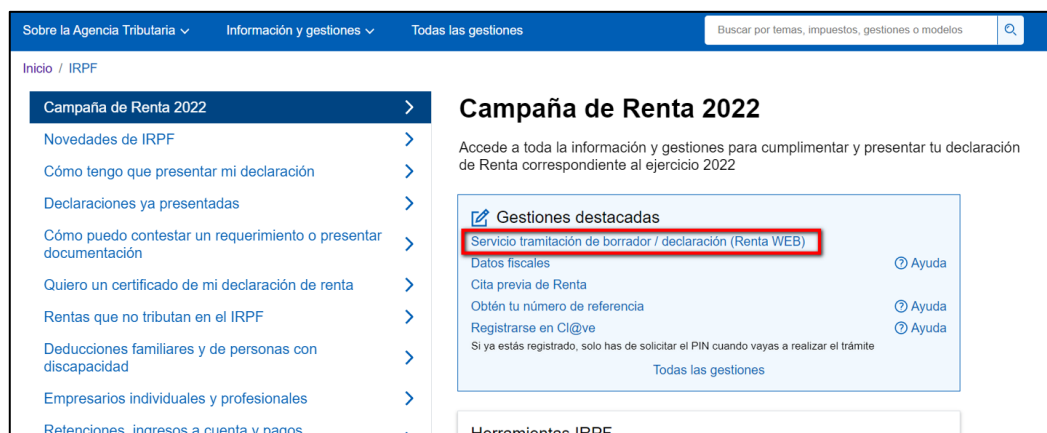 Sobre la Agencia Tributaria
Información y gestiones
Todas las gestiones
Buscar por temas, impuestos, gestiones o modelos
Inicio / IRPF
Campaña de Renta 2022
Novedades de IRPF
Cómo tengo que presentar mi declaración
Declaraciones ya presentadas
Cómo puedo contestar un requerimiento o presentar
documentación
Quiero un certificado de mi declaración de renta
Rentas que no tributan en el IRPF
Deducciones familiares y de personas con
discapacidad
Empresarios individuales y profesionales
Retenciones, ingresos a cuenta y pagos
Campaña de Renta 2022
Accede a toda la información y gestiones para cumplimentar y presentar tu declaración
de Renta correspondiente al ejercicio 2022
Gestiones destacadas
Servicio tramitación de borrador / declaración (Renta WEB)
Datos fiscales
Ayuda
Cita previa de Renta
Obtén tu número de referencia
Ayuda
Registrarse en Cl@ve
Ayuda
Si ya estás registrado, solo has de solicitar el PIN cuando vayas a realizar el trámite
Todas las gestiones
Herramientas IRPF